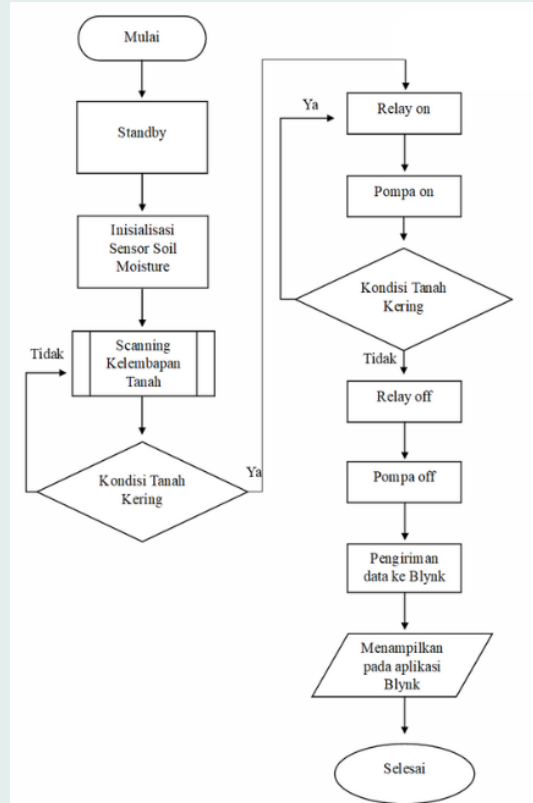 Mulai
Standby
Inisialisasi
Sensor Soil
Moisture
Tidak
Scanning
Kelembapan
Tanah
Kondisi Tanah
Kering
Ya
Ya
Relay on
Pompa on
Kondisi Tanah
Kering
Tidak
Relay off
Pompa off
Pengiriman
data ke Blynk
Menampilkan
pada aplikasi
Blynk
Selesai